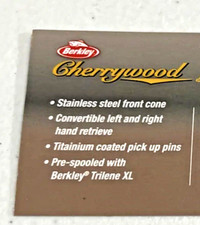 Berkley
Cherrywood
• Stainless steel front cone
• Convertible left and right
hand retrieve
• Titainium coated pick up pins
• Pre-spooled with
Berkley® Trilene XL